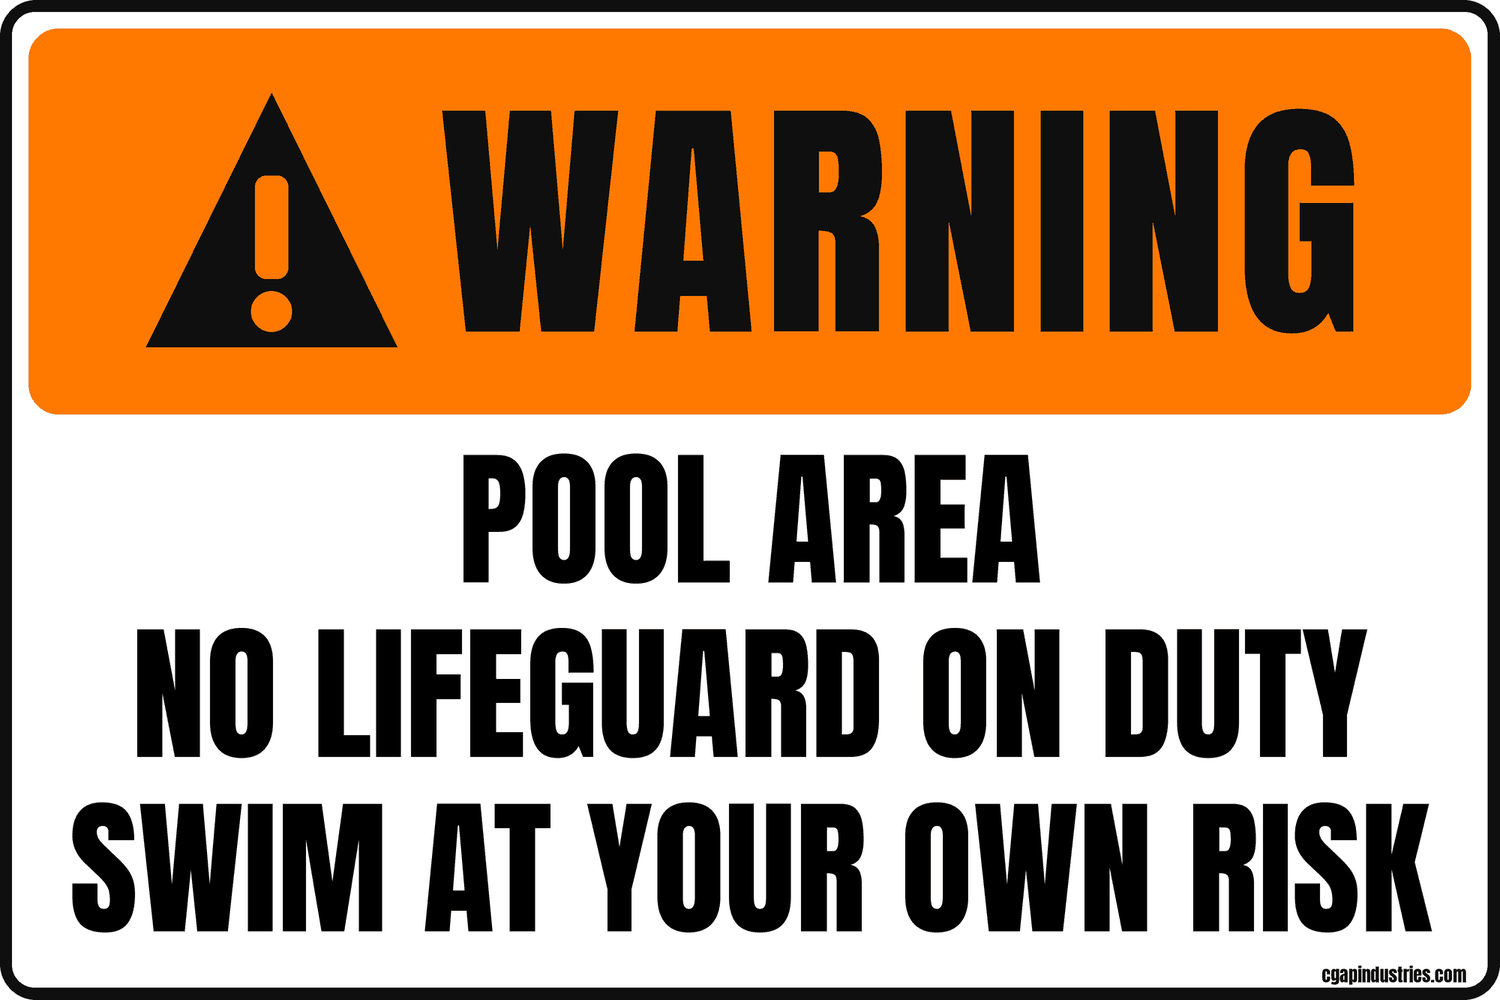 WARNING
POOL AREA
NO LIFEGUARD ON DUTY
SWIM AT YOUR OWN RISK
cgapindustries.com